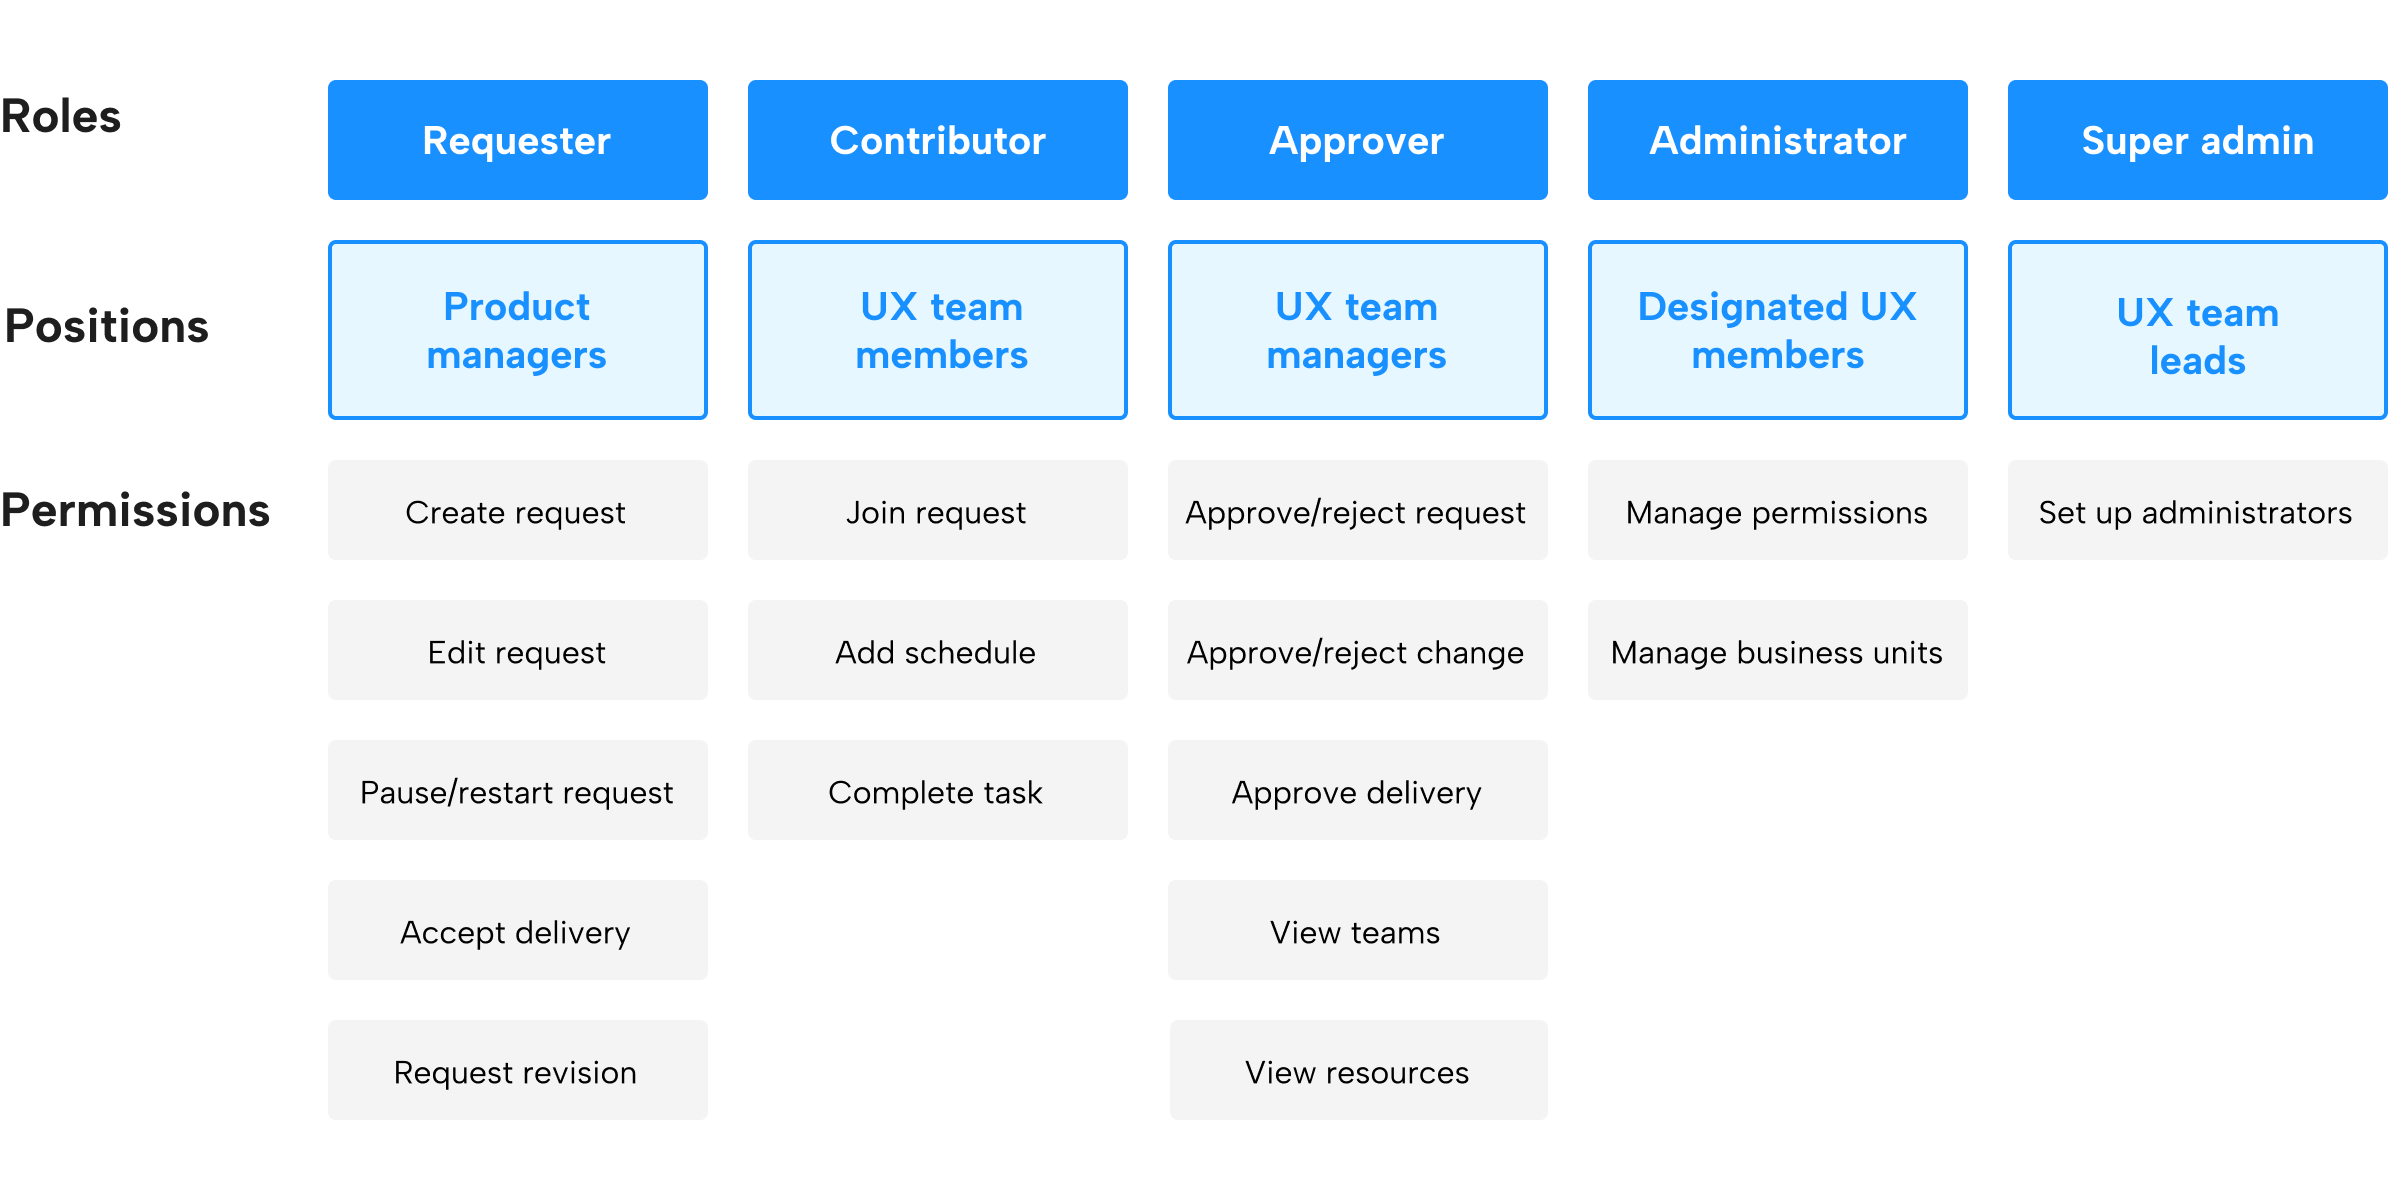 Roles
Requester
Contributor
Approver
Administrator
Super admin
Positions
Product
managers
UX team
members
UX team
managers
Designated UX
members
UX team
leads
Permissions
Create request
Join request
Approve/reject request
Manage permissions
Set up administrators
Edit request
Add schedule
Approve/reject change
Manage business units
Pause/restart request
Complete task
Approve delivery
Accept delivery
View teams
Request revision
View resources